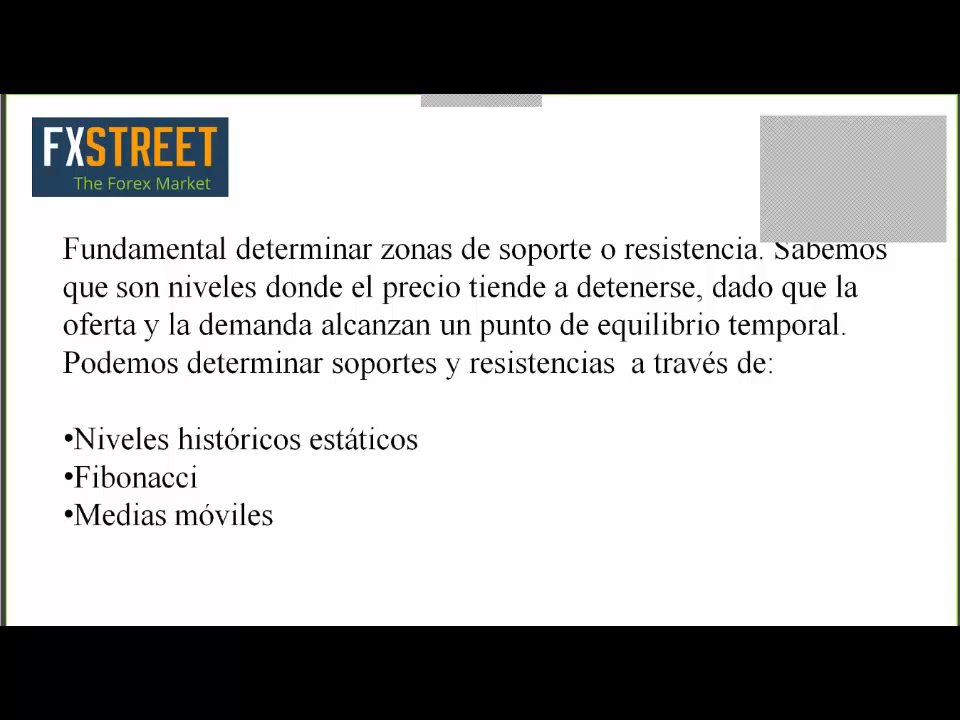 FXSTREET
The Forex Market
Fundamental determinar zonas de soporte o resistencia. Sabemos
que son niveles donde el precio tiende a detenerse, dado que la
oferta y la demanda alcanzan un punto de equilibrio temporal.
Podemos determinar soportes y resistencias  a través de:
•Niveles históricos estáticos
•Fibonacci
•Medias móviles